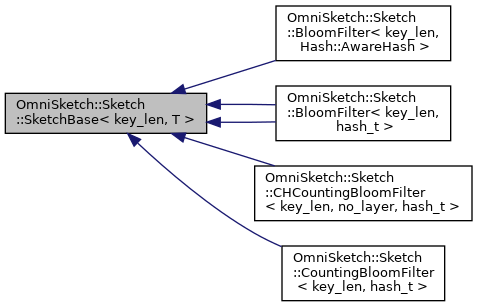 OmniSketch::Sketch
::BloomFilter< key_len,
Hash::AwareHash >
OmniSketch::Sketch
::SketchBase< key_len, T >
OmniSketch::Sketch
::BloomFilter< key_len,
hash_t >
OmniSketch::Sketch
::CHCountingBloomFilter
< key_len, no_layer, hash_t >
OmniSketch::Sketch
::CountingBloomFilter
< key_len, hash_t >